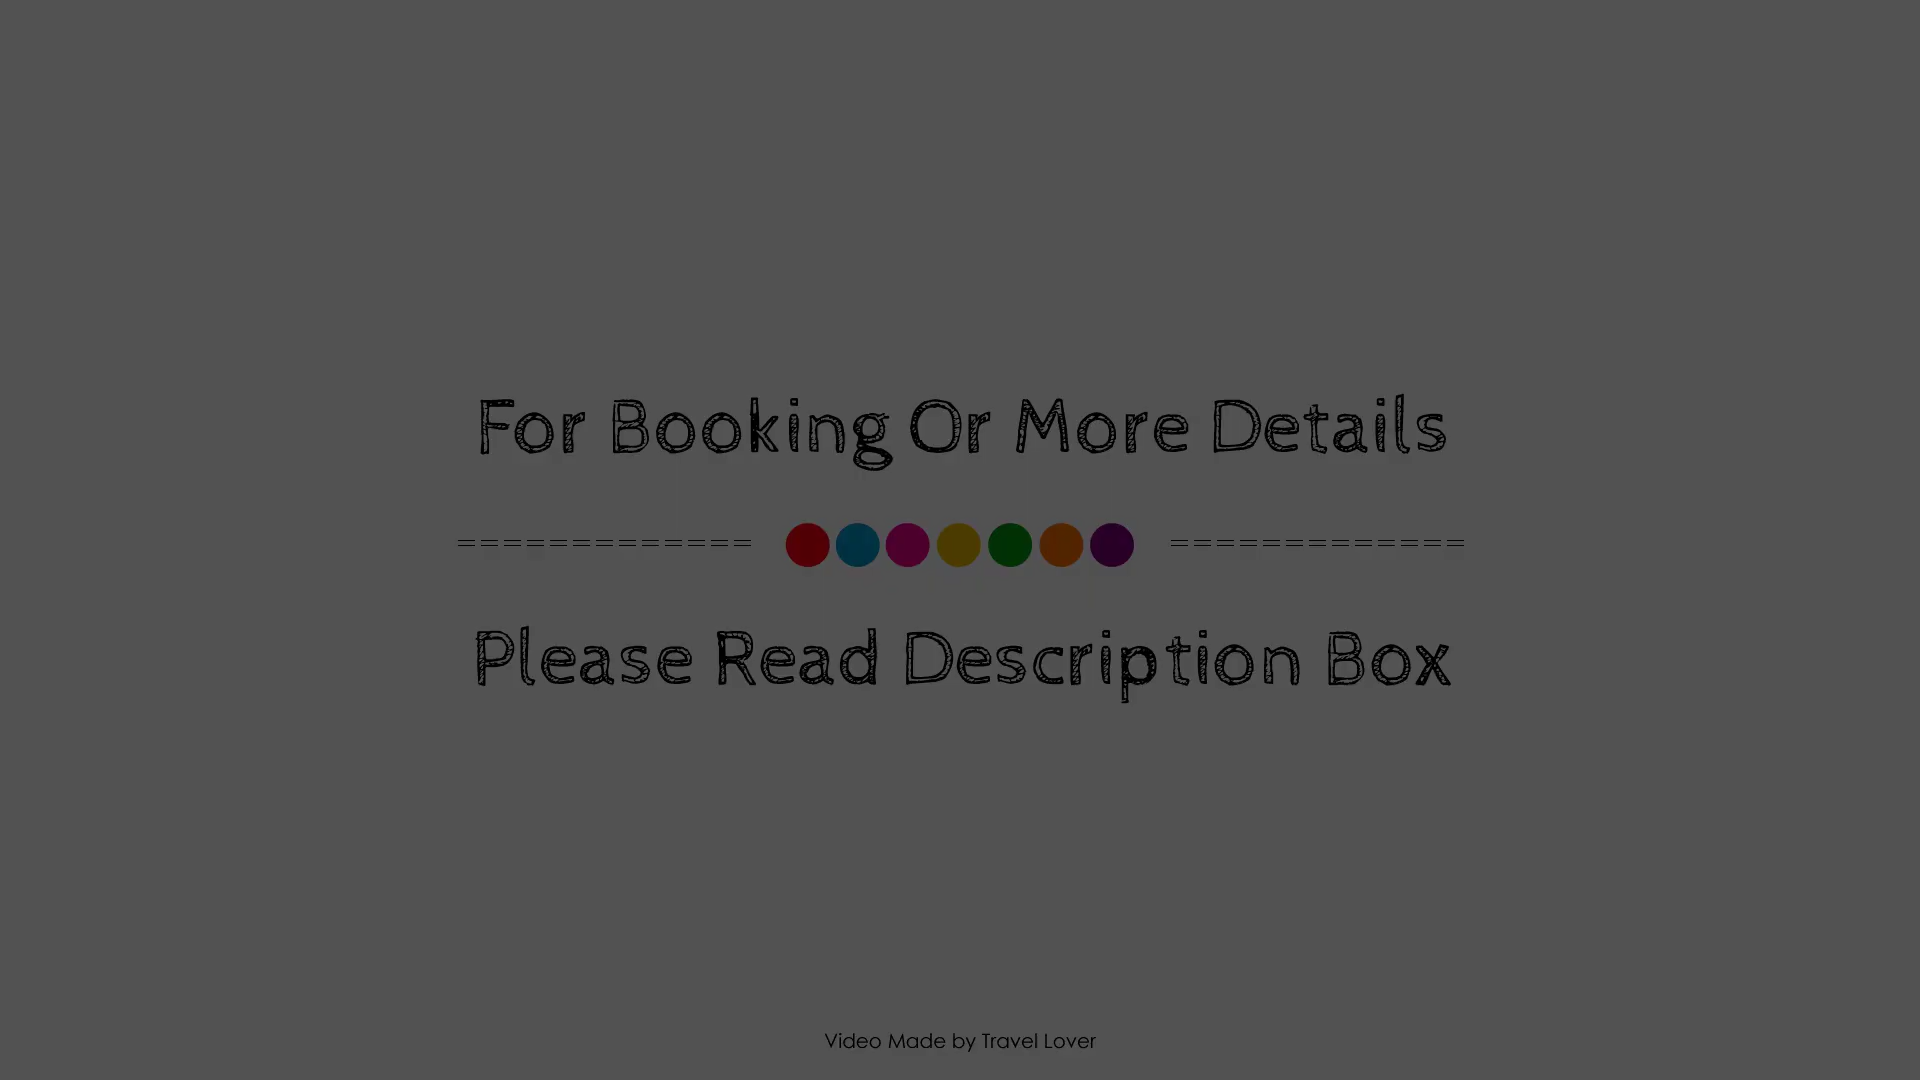 For Booking Or More Details
============= =============
Please Read Description Box
Video Made by Travel Lover